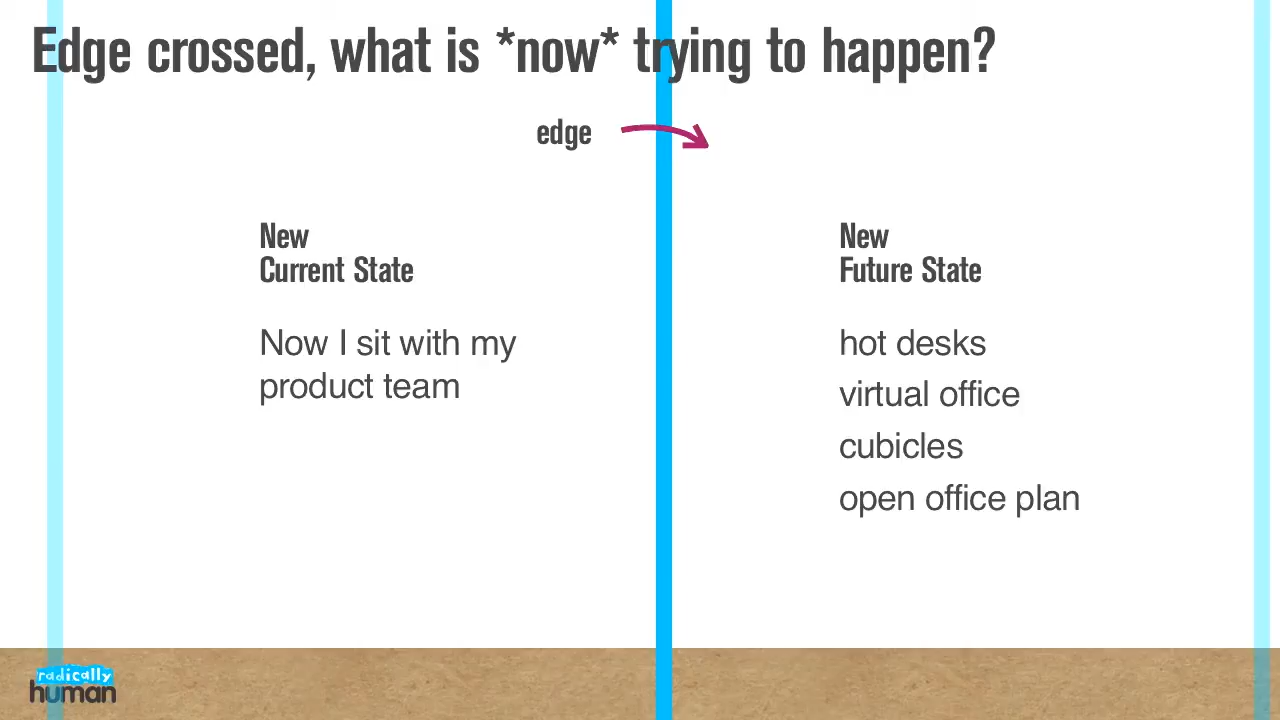 Edge crossed, what is *now* trying to happen?
edge
New
Current State
Now I sit with my
product team
New
Future State
hot desks
virtual office
cubicles
open office plan
radically
human